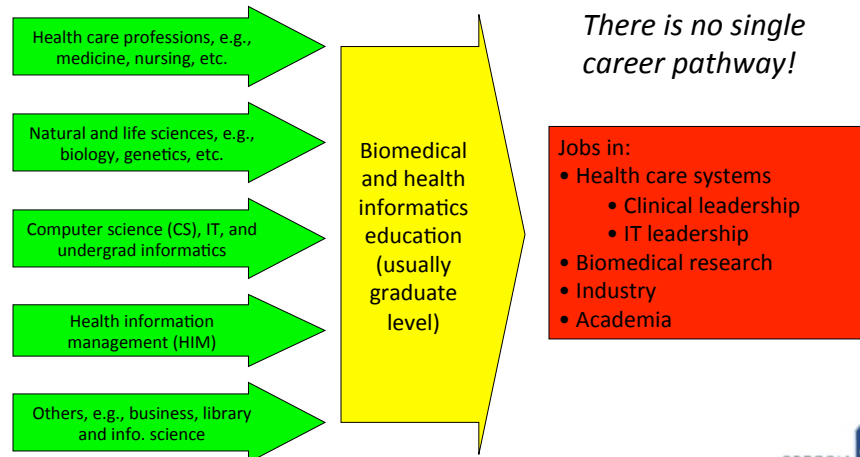 Health care professions, e.g.,
medicine, nursing, etc.
Natural and life sciences, e.g.,
biology, genetics, etc.
Computer science (CS), IT, and
undergrad informatics
Health information
management (HIM)
Others, e.g., business, library
and info. science
Biomedical
and health
informatics
education
(usually
graduate
level)
There is no single
career pathway!
Jobs in:
• Health care systems
• Clinical leadership
• IT leadership
• Biomedical research
• Industry
• Academia